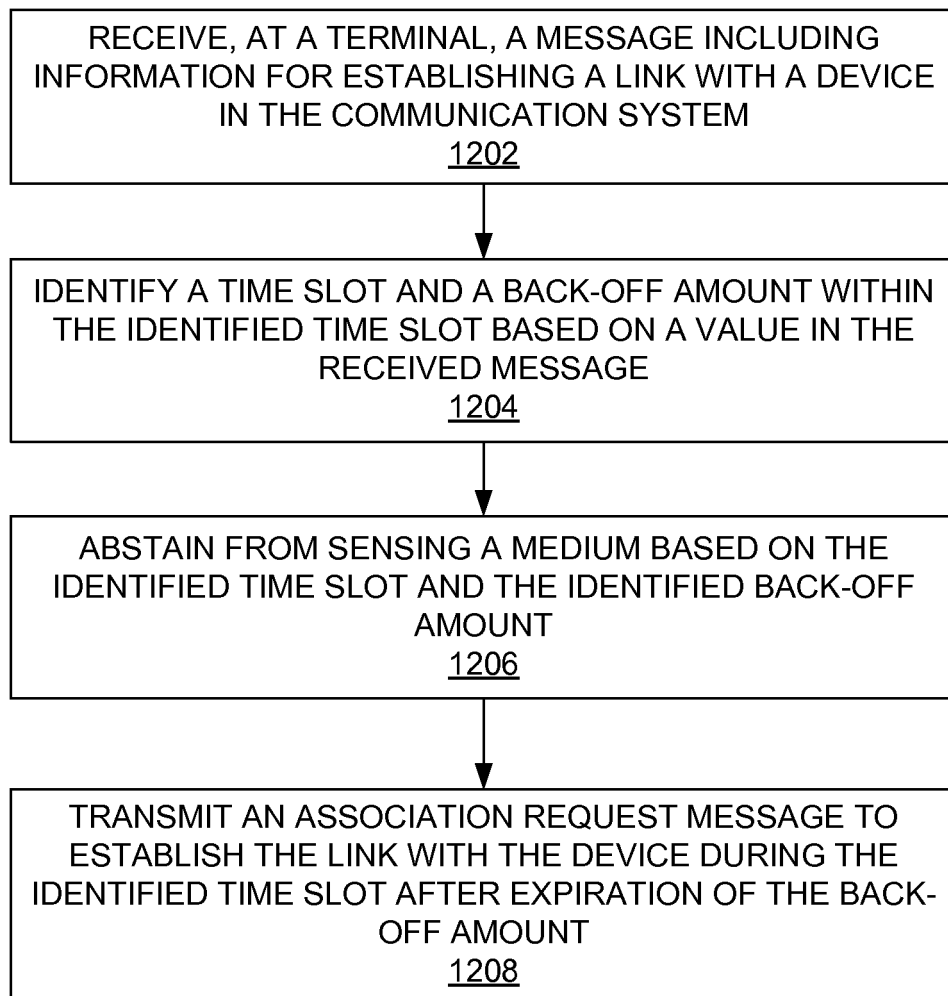 RECEIVE, AT A TERMINAL, A MESSAGE INCLUDING
INFORMATION FOR ESTABLISHING A LINK WITH A DEVICE
IN THE COMMUNICATION SYSTEM
1202
IDENTIFY A TIME SLOT AND A BACK-OFF AMOUNT WITHIN
THE IDENTIFIED TIME SLOT BASED ON A VALUE IN THE
RECEIVED MESSAGE
1204
ABSTAIN FROM SENSING A MEDIUM BASED ON THE
IDENTIFIED TIME SLOT AND THE IDENTIFIED BACK-OFF
AMOUNT
1206
TRANSMIT AN ASSOCIATION REQUEST MESSAGE TO
ESTABLISH THE LINK WITH THE DEVICE DURING THE
IDENTIFIED TIME SLOT AFTER EXPIRATION OF THE BACK-
OFF AMOUNT
1208